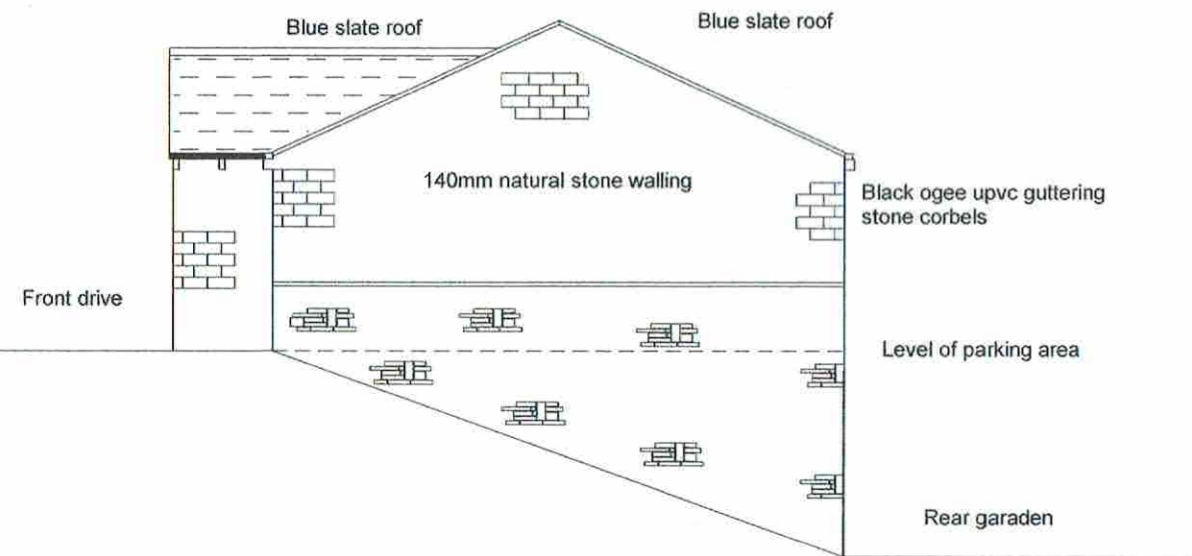 Blue slate roof
Blue slate roof
140mm natural stone walling
Black ogee upvc guttering
stone corbels
Front drive
Level of parking area
Rear garaden